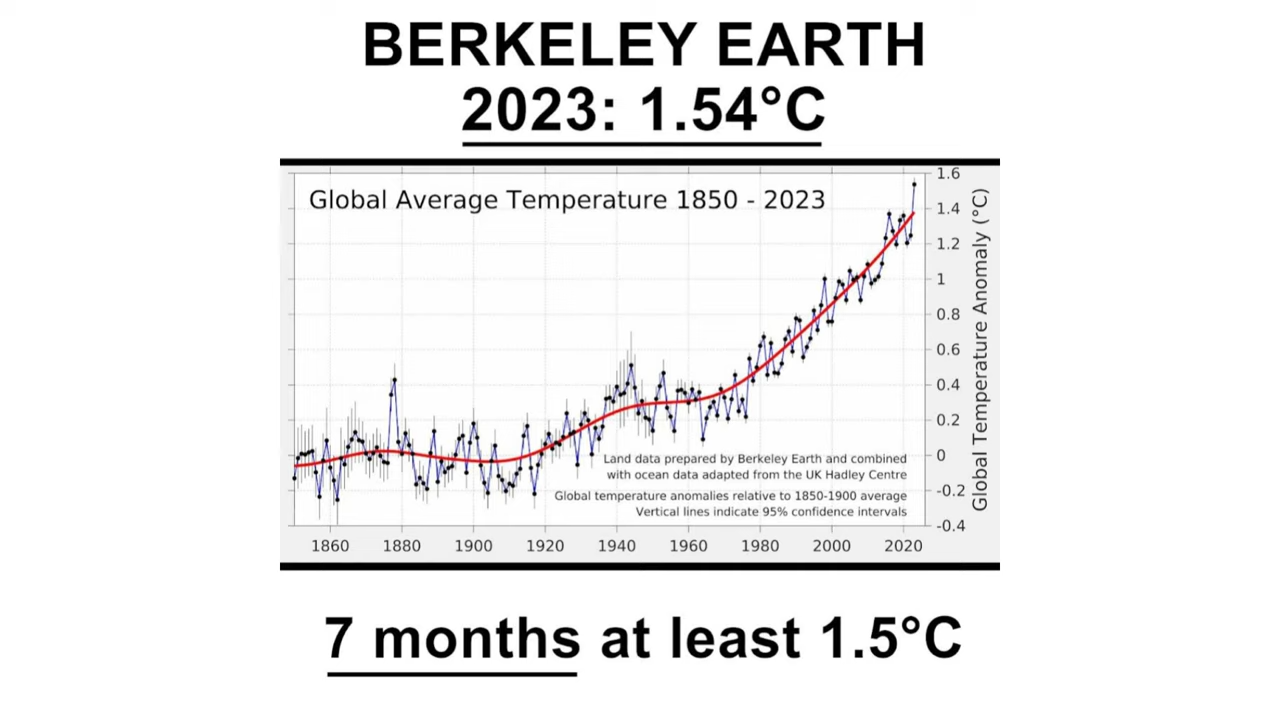 BERKELEY EARTH
2023: 1.54°C
Global Average Temperature 1850 - 2023
1.6
1.4
1.2
1
0.8
0.6
0.4
0.2
0
-0.2
-0.4
Global Temperature Anomaly (°C)
Land data prepared by Berkeley Earth and combined
with ocean data adapted from the UK Hadley Centre
Global temperature anomalies relative to 1850-1900 average
Vertical lines indicate 95% confidence intervals
1860 1880 1900 1920 1940 1960 1980 2000 2020
7 months at least 1.5°C